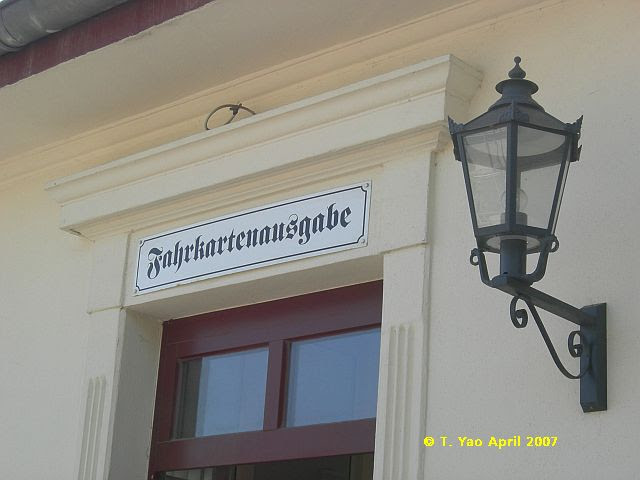 Fahrkartenausgabe
© T. Yao April 2007